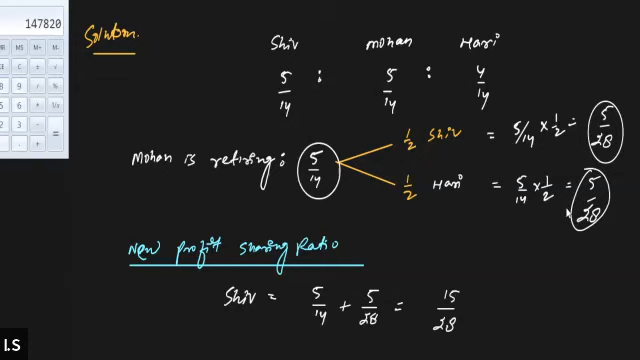 147820
MS M+ M-
Solution.
Shiv Mohan Hari
5/14 : 5/14 : 4/14
1/2 Shiv = 5/14 × 1/2 = 5/28
Mohan is retiring: 5/14
1/2 Hari = 5/14 × 1/2 = 5/28
New profit sharing Ratio
Shiv = 5/14 + 5/28 = 15/28
I.S